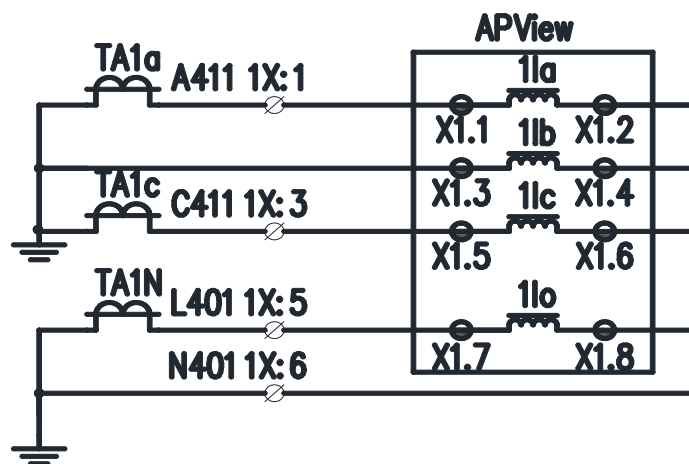 APView
TA1a A411 1X:1 1Ia
X1.1 X1.2
1Ib
TA1c X1.3 X1.4
C411 1X:3 1Ic
X1.5 X1.6
TA1N L401 1X:5 1Io
N401 1X:6 X1.7 X1.8